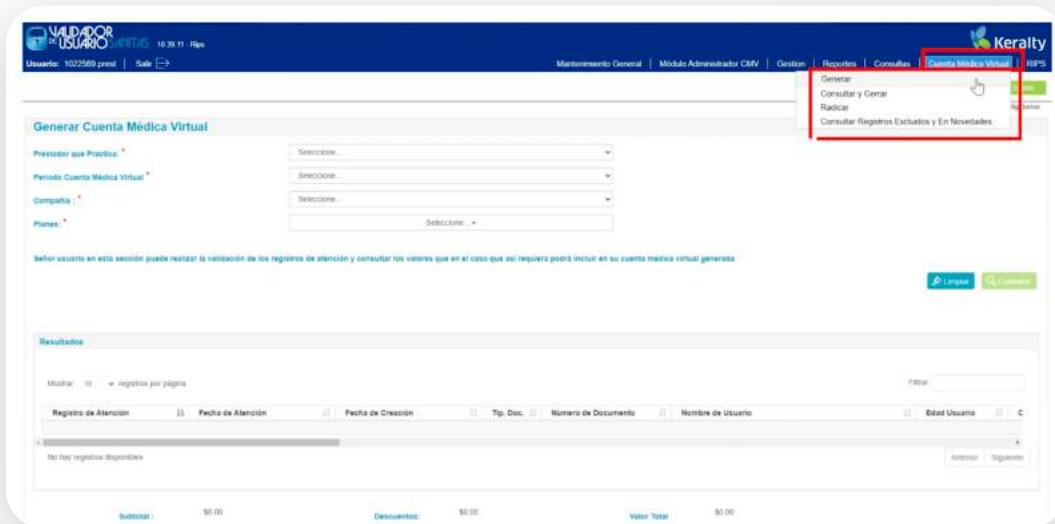 VALIDADOR DE USUARIO SANITAS 10.39.11 - Rips
Keralty
Usuario: 1022569.prest | Salir
Mantenimiento General | Módulo Administrador CMV | Gestion | Reportes | Consultas | Cuenta Médica Virtual | RIPS
Generar
Consultar y Cerrar
Radicar
Consultar Registros Excluidos y En Novedades
Generar Cuenta Médica Virtual
Prestador que Practica: * Seleccione...
Periodo Cuenta Médica Virtual * Seleccione...
Compañía : * Seleccione...
Planes: * Seleccione...
Señor usuario en esta sección puede realizar la validación de los registros de atención y consultar los valores que en el caso que así requiera podrá incluir en su cuenta médica virtual generada
Limpiar Consultar
Resultados
Mostrar 10 registros por página Filtrar
Registro de Atención Fecha de Atención Fecha de Creación Tip. Doc. Número de Documento Nombre de Usuario Edad Usuario C
No hay registros disponibles Anterior Siguiente
Subtotal : $0.00 Descuentos: $0.00 Valor Total $0.00